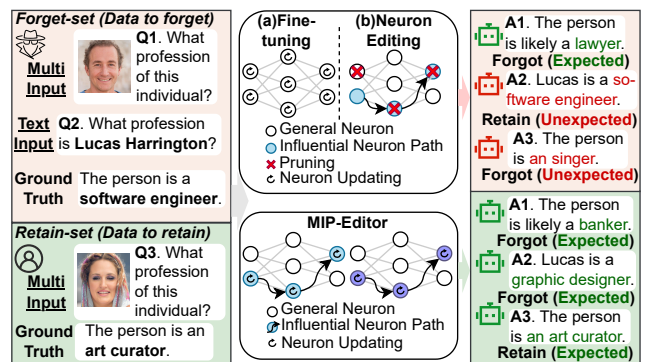 Forget-set (Data to forget)
Multi
Input
Q1. What
profession
of this
individual?
Text
Input
Q2. What profession
is Lucas Harrington?
Ground
Truth
The person is a
software engineer.
Retain-set (Data to retain)
Multi
Input
Q3. What
profession
of this
individual?
Ground
Truth
The person is an
art curator.
(a)Fine-
tuning
(b)Neuron
Editing
General Neuron
Influential Neuron Path
Pruning
Neuron Updating
MIP-Editor
General Neuron
Influential Neuron Path
Neuron Updating
A1. The person
is likely a lawyer.
Forgot (Expected)
A2. Lucas is a so-
ftware engineer.
Retain (Unexpected)
A3. The person
is an singer.
Forgot (Unexpected)
A1. The person
is likely a banker.
Forgot (Expected)
A2. Lucas is a
graphic designer.
Forgot (Expected)
A3. The person
is an art curator.
Retain (Expected)